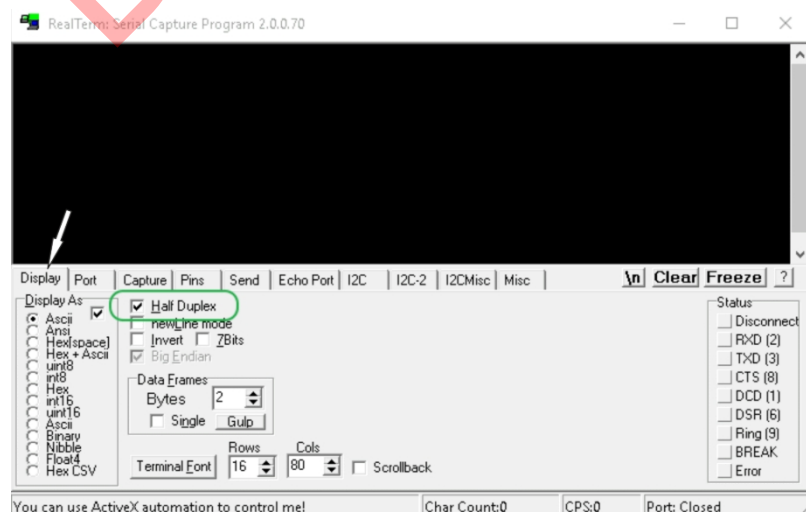 RealTerm: Serial Capture Program 2.0.0.70
Display Port Capture Pins Send Echo Port I2C I2C-2 I2CMisc Misc \n Clear Freeze ?
Display As
Ascii
Ansi
Hex[space]
Hex + Ascii
uint8
int8
Hex
int16
uint16
Ascii
Binary
Nibble
Float4
Hex CSV
Half Duplex
newLine mode
Invert 7Bits
Big Endian
Data Frames
Bytes 2
Single Gulp
Rows Cols
Terminal Font 16 80 Scrollback
Status
Disconnect
RXD (2)
TXD (3)
CTS (8)
DCD (1)
DSR (6)
Ring (9)
BREAK
Error
You can use ActiveX automation to control me! Char Count:0 CPS:0 Port: Closed